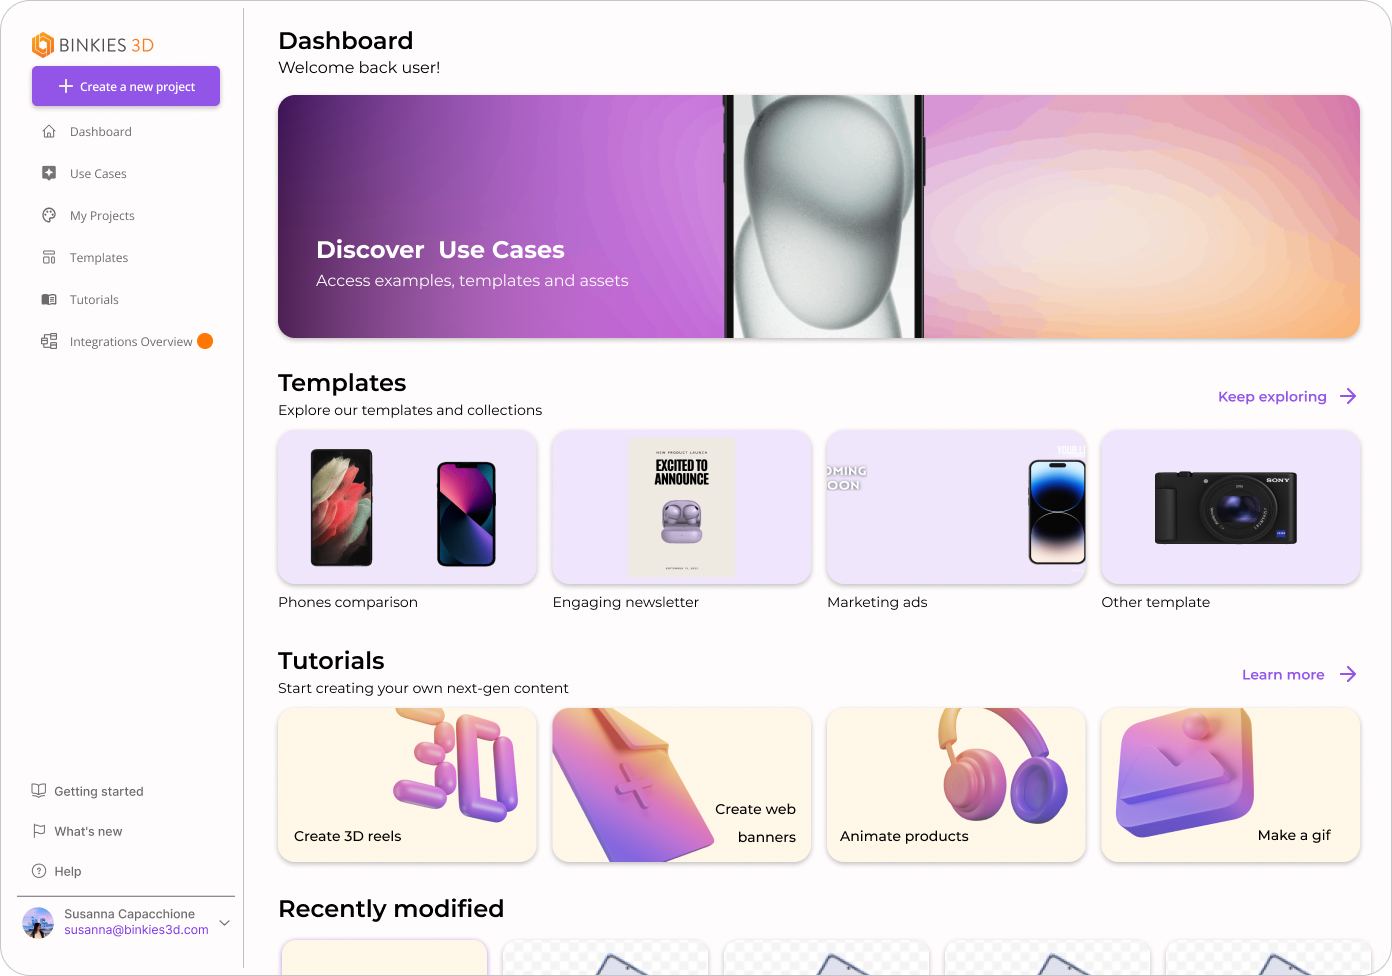 BINKIES 3D
Create a new project
Dashboard
Use Cases
My Projects
Templates
Tutorials
Integrations Overview
Getting started
What's new
Help
Susanna Capacchione
susanna@binkies3d.com
Dashboard
Welcome back user!
Discover Use Cases
Access examples, templates and assets
Templates
Explore our templates and collections
Keep exploring
NEW PRODUCT LAUNCH
EXCITED TO
ANNOUNCE
OMING
OON
SONY
Phones comparison
Engaging newsletter
Marketing ads
Other template
Tutorials
Start creating your own next-gen content
Learn more
Create 3D reels
Create web
banners
Animate products
Make a gif
Recently modified